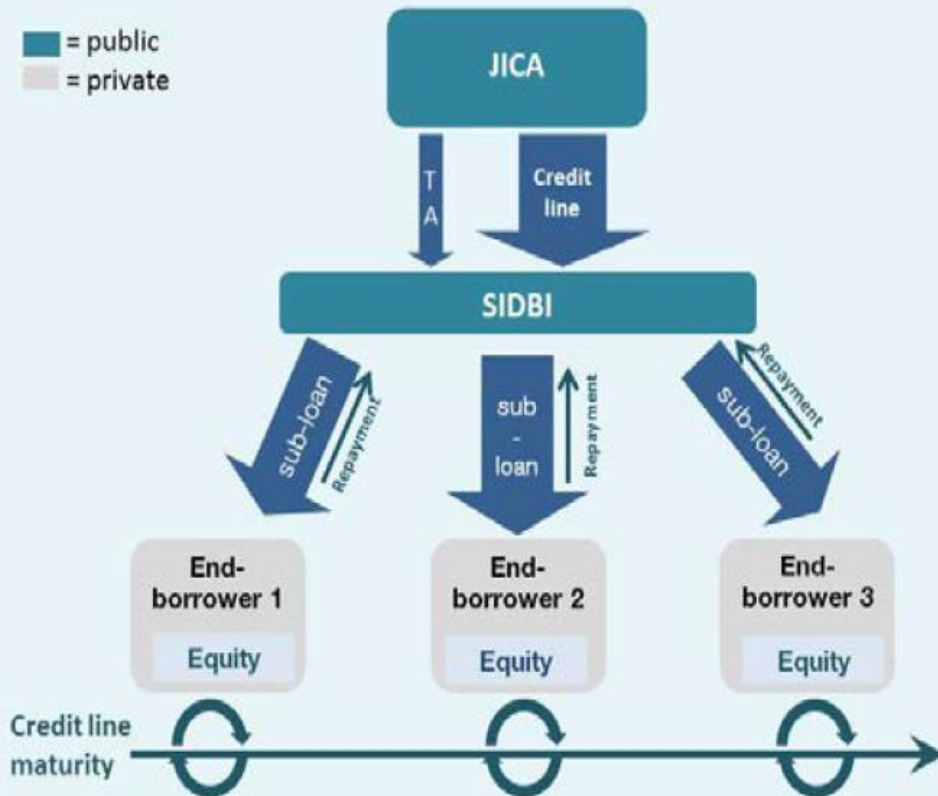 = public
= private
JICA
T
A
Credit
line
SIDBI
sub-loan
Repayment
sub
-
loan
Repayment
Repayment
sub-loan
End-
borrower 1
Equity
End-
borrower 2
Equity
End-
borrower 3
Equity
Credit line
maturity